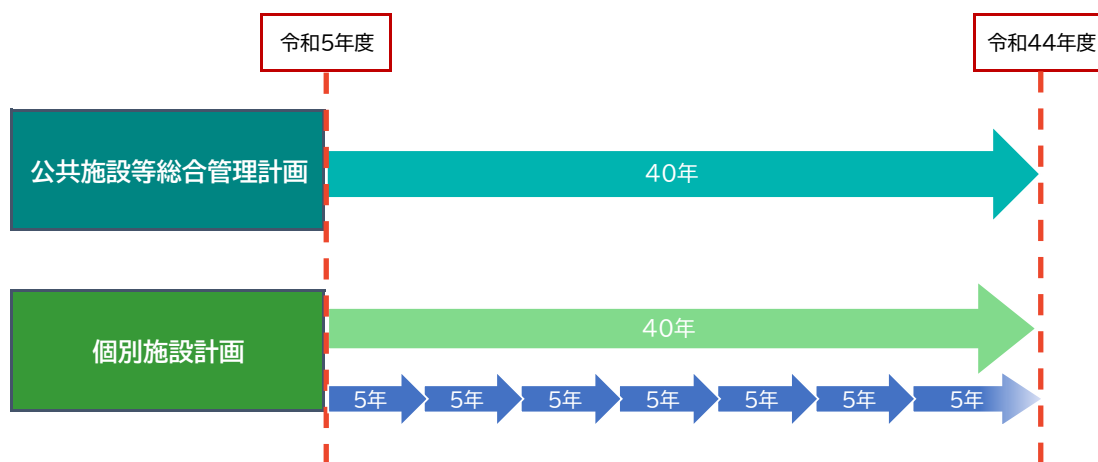 令和5年度
令和44年度
公共施設等総合管理計画
40年
個別施設計画
40年
5年
5年
5年
5年
5年
5年
5年